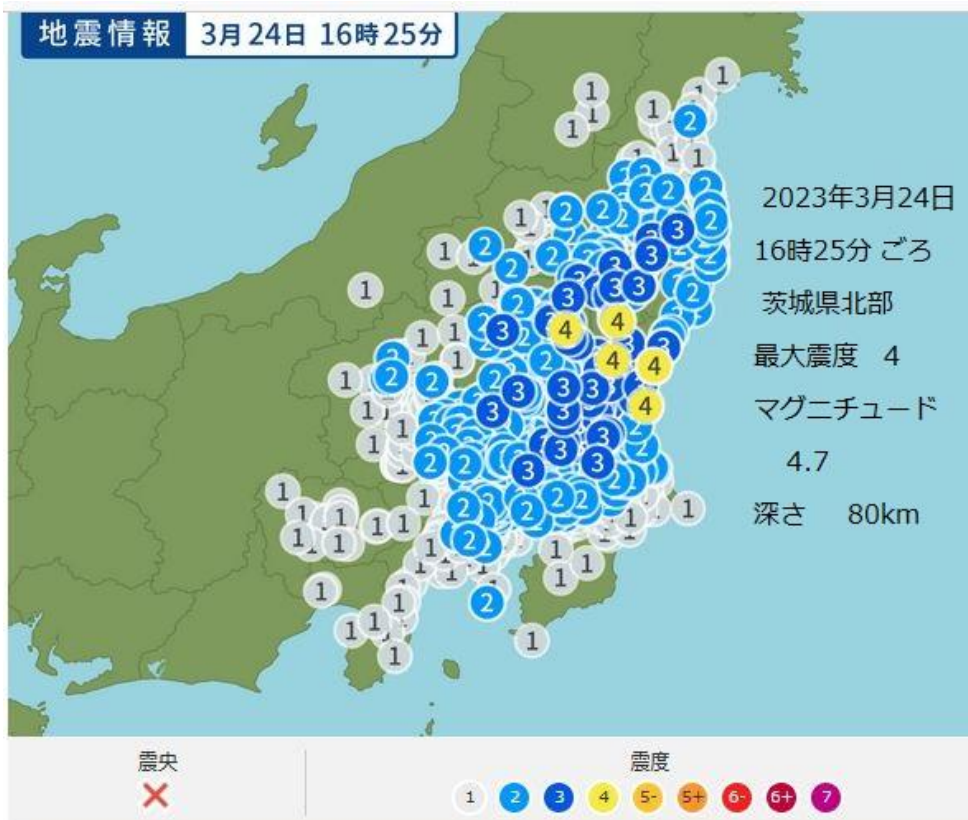 地震情報 3月24日 16時25分
2023年3月24日
16時25分 ごろ
茨城県北部
最大震度 4
マグニチュード
4.7
深さ 80km
震央
震度
1 2 3 4 5- 5+ 6- 6+ 7